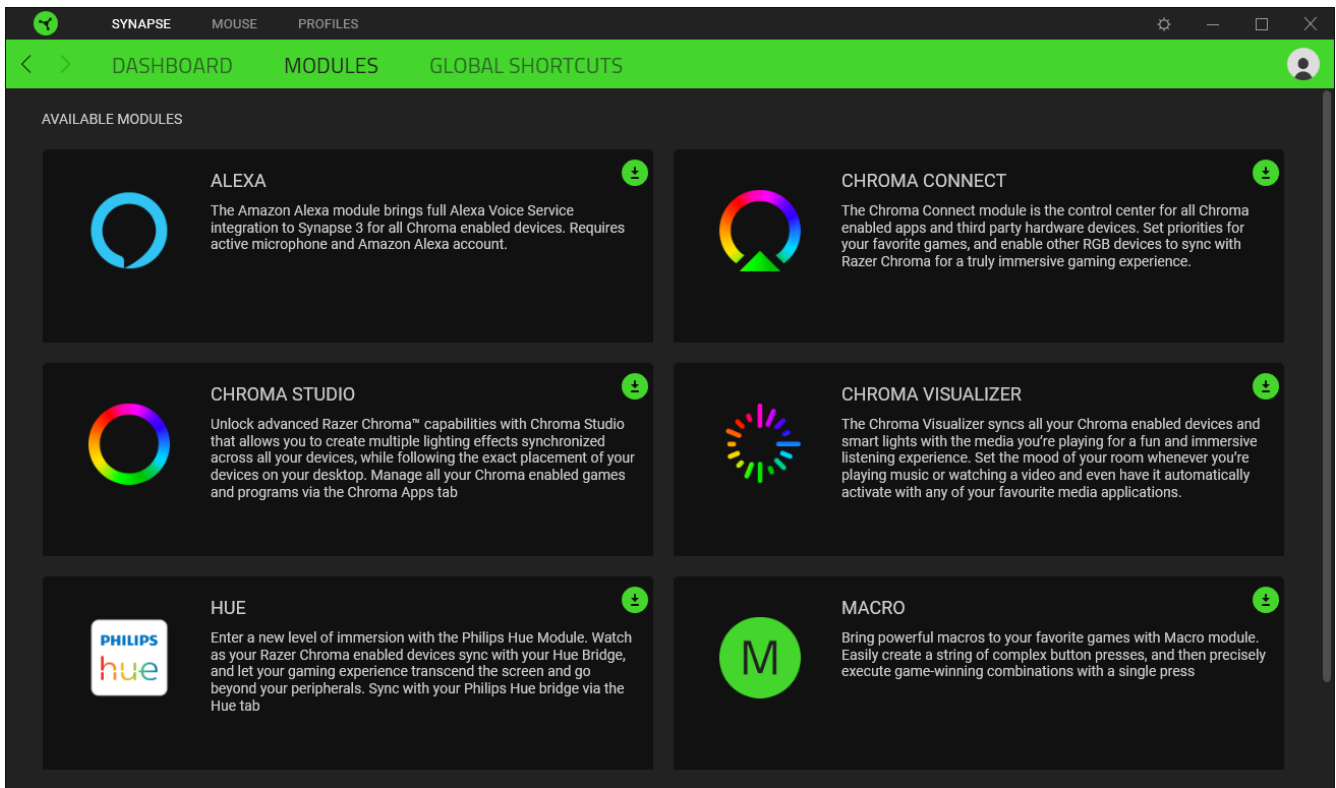 SYNAPSE MOUSE PROFILES
DASHBOARD MODULES GLOBAL SHORTCUTS
AVAILABLE MODULES
ALEXA
The Amazon Alexa module brings full Alexa Voice Service
integration to Synapse 3 for all Chroma enabled devices. Requires
active microphone and Amazon Alexa account.
CHROMA CONNECT
The Chroma Connect module is the control center for all Chroma
enabled apps and third party hardware devices. Set priorities for
your favorite games, and enable other RGB devices to sync with
Razer Chroma for a truly immersive gaming experience.
CHROMA STUDIO
Unlock advanced Razer Chroma™ capabilities with Chroma Studio
that allows you to create multiple lighting effects synchronized
across all your devices, while following the exact placement of your
devices on your desktop. Manage all your Chroma enabled games
and programs via the Chroma Apps tab
CHROMA VISUALIZER
The Chroma Visualizer syncs all your Chroma enabled devices and
smart lights with the media you’re playing for a fun and immersive
listening experience. Set the mood of your room whenever you’re
playing music or watching a video and even have it automatically
activate with any of your favourite media applications.
PHILIPS
hue
HUE
Enter a new level of immersion with the Philips Hue Module. Watch
as your Razer Chroma enabled devices sync with your Hue Bridge,
and let your gaming experience transcend the screen and go
beyond your peripherals. Sync with your Philips Hue bridge via the
Hue tab
M
MACRO
Bring powerful macros to your favorite games with Macro module.
Easily create a string of complex button presses, and then precisely
execute game-winning combinations with a single press